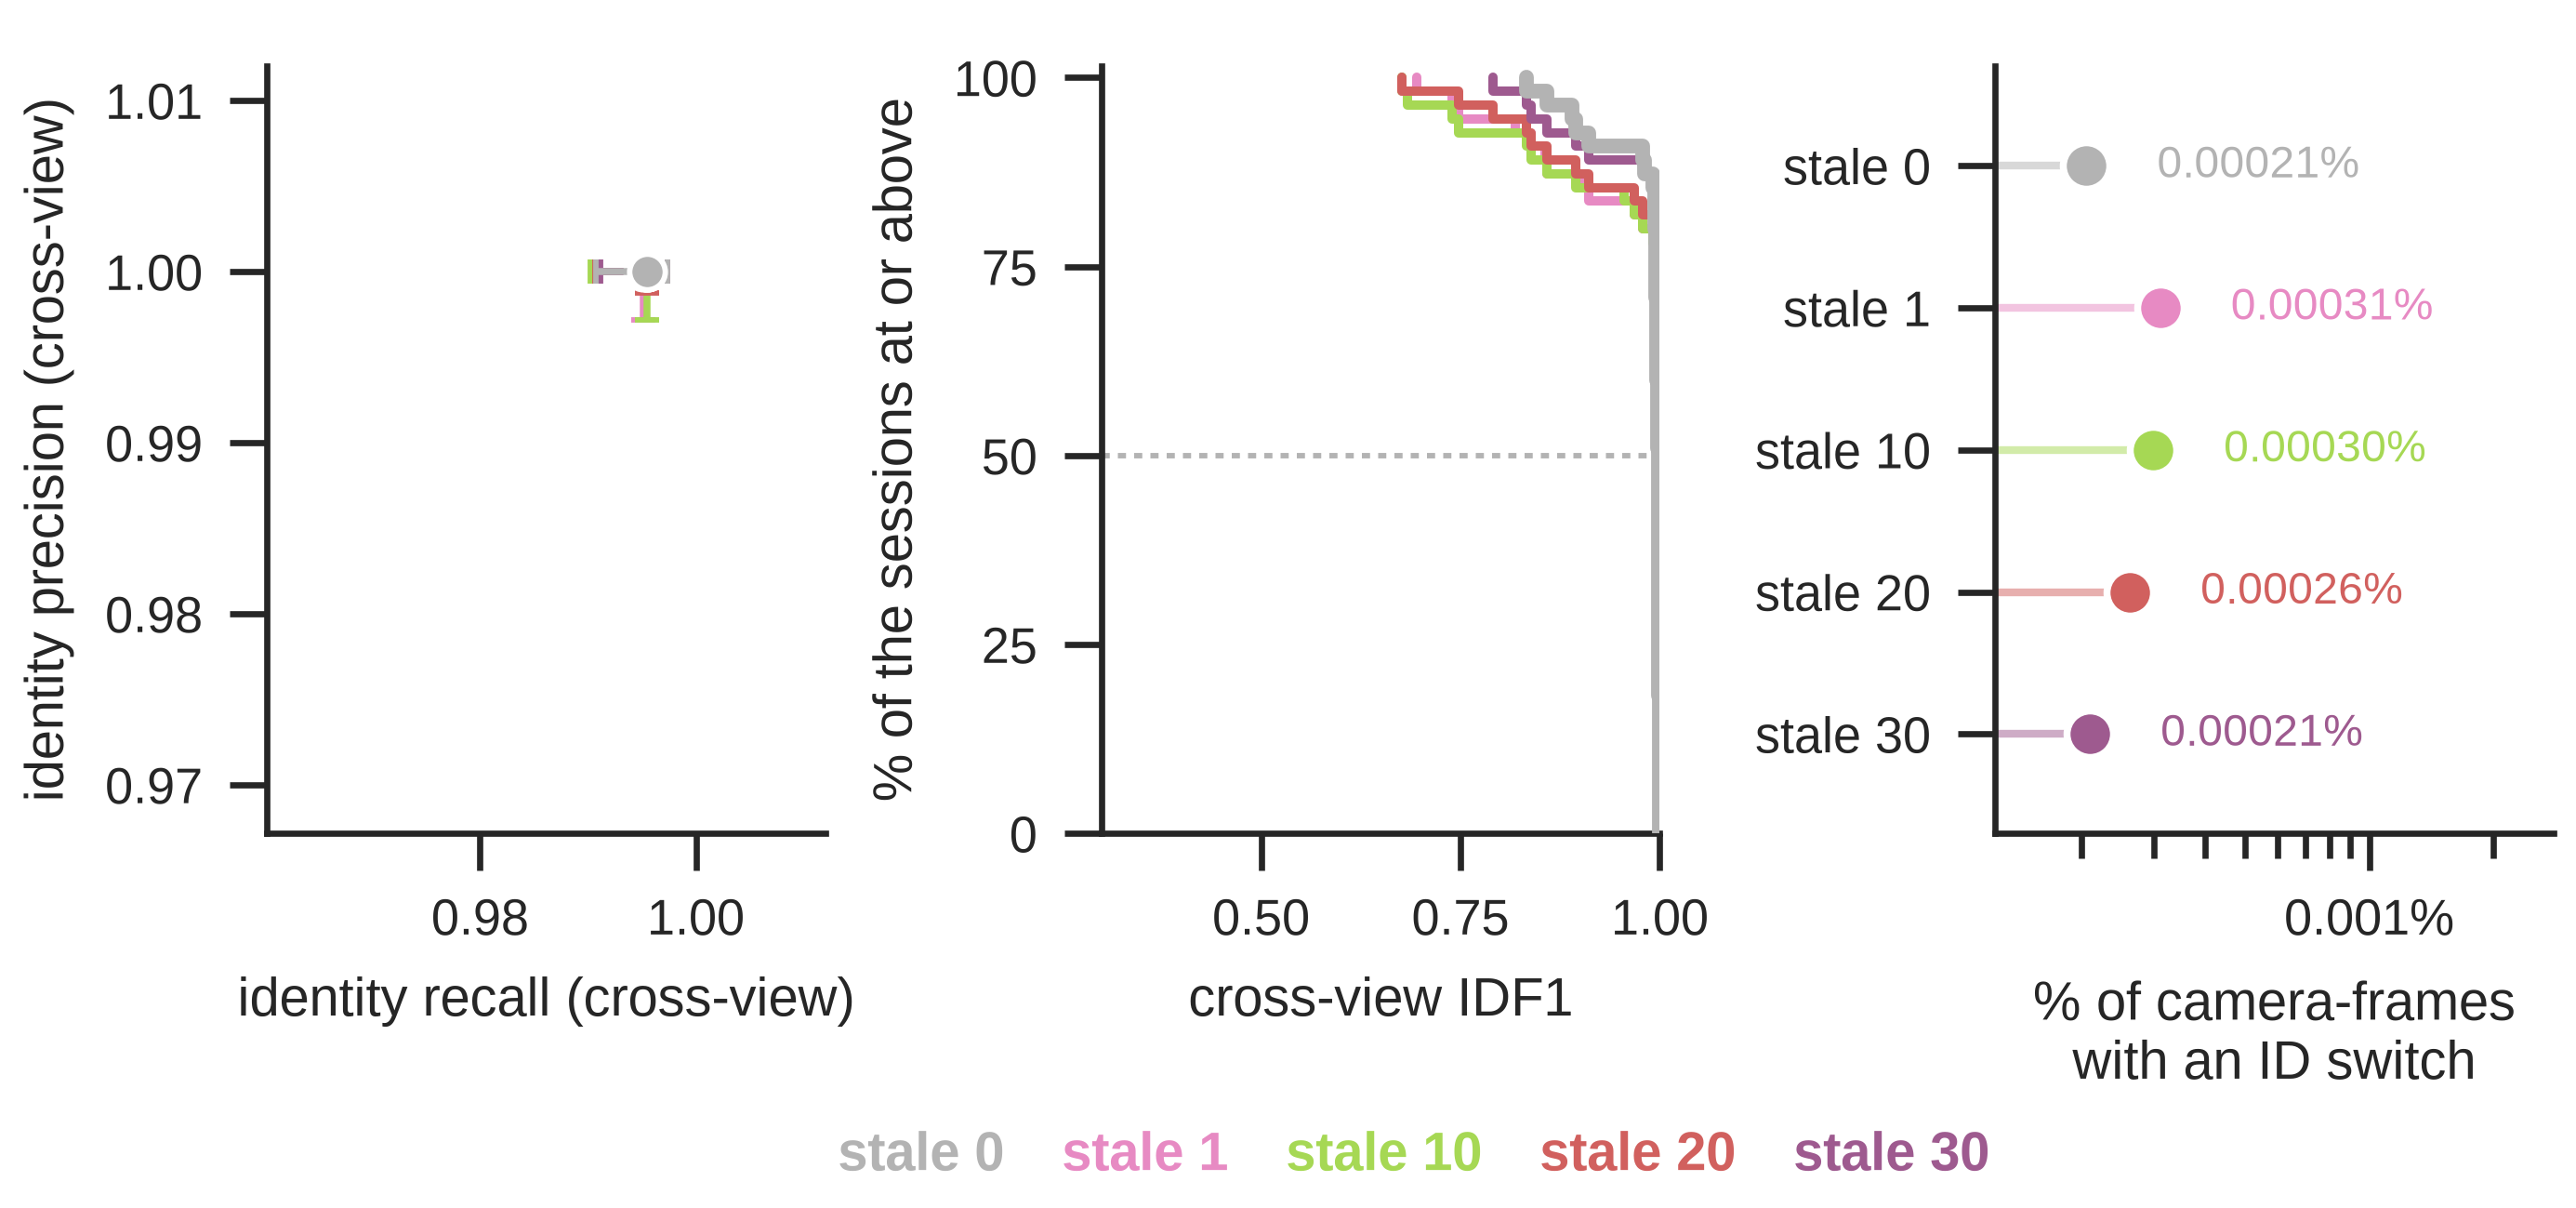 identity precision (cross-view)
1.01
1.00
0.99
0.98
0.97
0.98
1.00
identity recall (cross-view)
% of the sessions at or above
100
75
50
25
0
0.50
0.75
1.00
cross-view IDF1
stale 0
0.00021%
stale 1
0.00031%
stale 10
0.00030%
stale 20
0.00026%
stale 30
0.00021%
0.001%
% of camera-frames
with an ID switch
stale 0 stale 1 stale 10 stale 20 stale 30